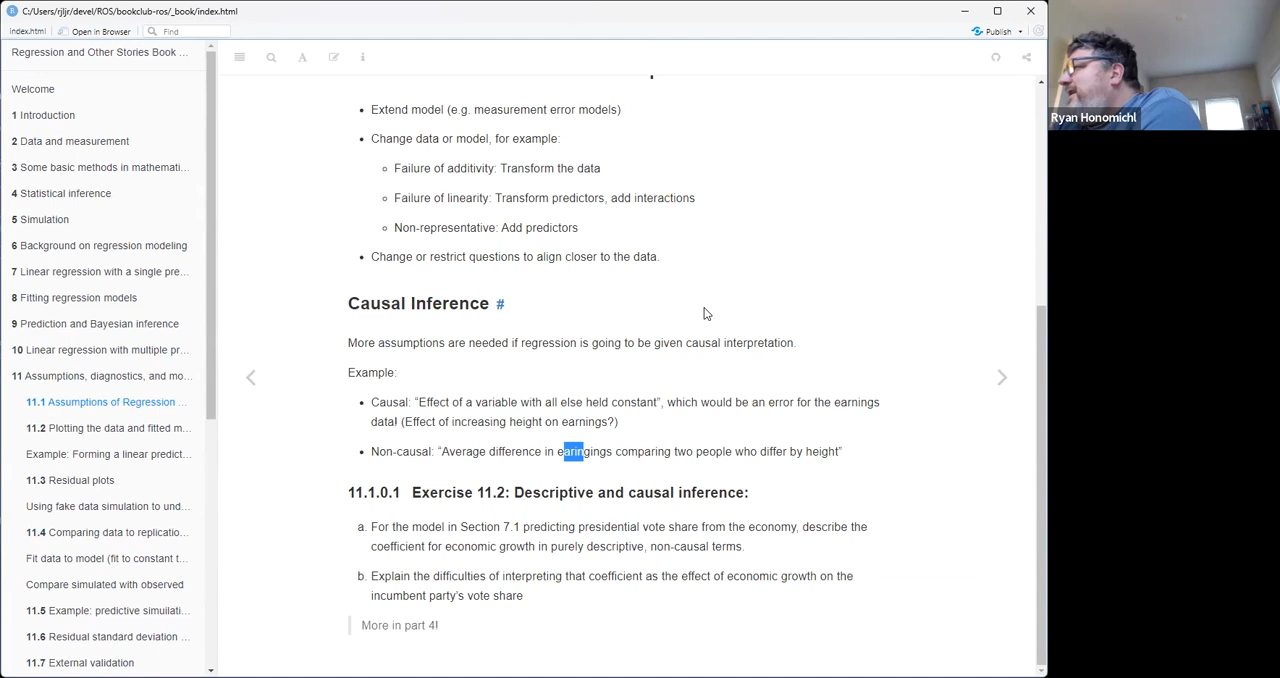 C:/Users/rjljr/devel/ROS/bookclub-ros/_book/index.html
index.html
Open in Browser
Find
Publish
Regression and Other Stories Book ...
Welcome
1 Introduction
2 Data and measurement
3 Some basic methods in mathemati...
4 Statistical inference
5 Simulation
6 Background on regression modeling
7 Linear regression with a single pre...
8 Fitting regression models
9 Prediction and Bayesian inference
10 Linear regression with multiple pr...
11 Assumptions, diagnostics, and mo...
11.1 Assumptions of Regression ...
11.2 Plotting the data and fitted m...
Example: Forming a linear predict...
11.3 Residual plots
Using fake data simulation to und...
11.4 Comparing data to replicatio...
Fit data to model (fit to constant t...
Compare simulated with observed
11.5 Example: predictive simuilati...
11.6 Residual standard deviation ...
11.7 External validation
• Extend model (e.g. measurement error models)
• Change data or model, for example:
Failure of additivity: Transform the data
Failure of linearity: Transform predictors, add interactions
Non-representative: Add predictors
• Change or restrict questions to align closer to the data.
Causal Inference #
More assumptions are needed if regression is going to be given causal interpretation.
Example:
• Causal: “Effect of a variable with all else held constant”, which would be an error for the earnings
data! (Effect of increasing height on earnings?)
• Non-causal: “Average difference in earingings comparing two people who differ by height”
11.1.0.1 Exercise 11.2: Descriptive and causal inference:
a. For the model in Section 7.1 predicting presidential vote share from the economy, describe the
coefficient for economic growth in purely descriptive, non-causal terms.
b. Explain the difficulties of interpreting that coefficient as the effect of economic growth on the
incumbent party’s vote share
More in part 4!
Ryan Honomichl